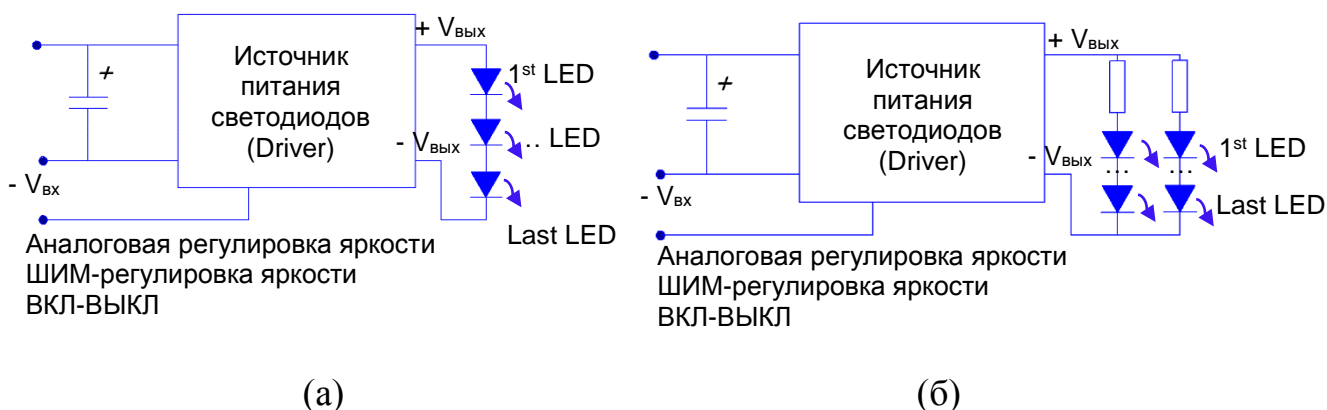 + Vвых
Источник
питания
светодиодов
(Driver)
+
1st LED
.. LED
- Vвых
- Vвх
Last LED
Аналоговая регулировка яркости
ШИМ-регулировка яркости
ВКЛ-ВЫКЛ
(а)
+ Vвых
Источник
питания
светодиодов
(Driver)
+
1st LED
... ...
- Vвых
- Vвх
Last LED
Аналоговая регулировка яркости
ШИМ-регулировка яркости
ВКЛ-ВЫКЛ
(б)